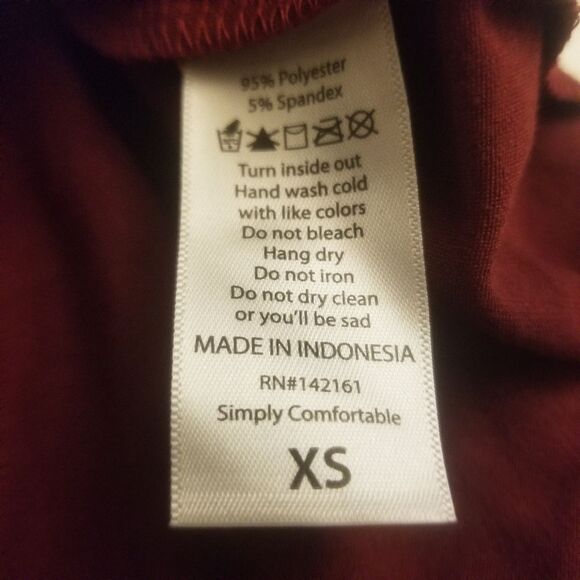 95% Polyester
5% Spandex
Turn inside out
Hand wash cold
with like colors
Do not bleach
Hang dry
Do not iron
Do not dry clean
or you'll be sad
MADE IN INDONESIA
RN#142161
Simply Comfortable
XS